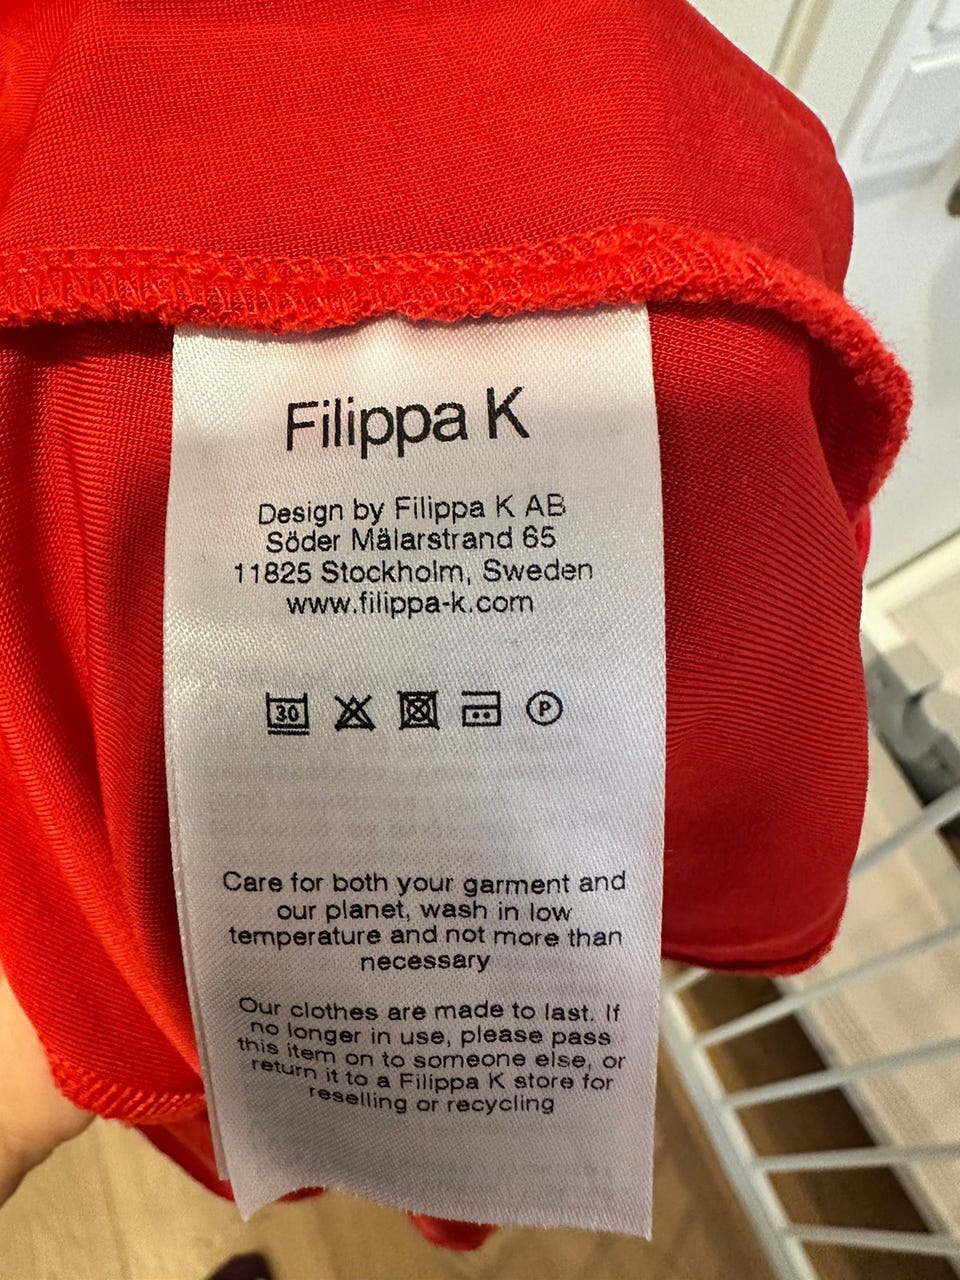 Filippa K
Design by Filippa K AB
Söder Mälarstrand 65
11825 Stockholm, Sweden
www.filippa-k.com
30 P
Care for both your garment and
our planet, wash in low
temperature and not more than
necessary
Our clothes are made to last. If
no longer in use, please pass
this item on to someone else, or
return it to a Filippa K store for
reselling or recycling